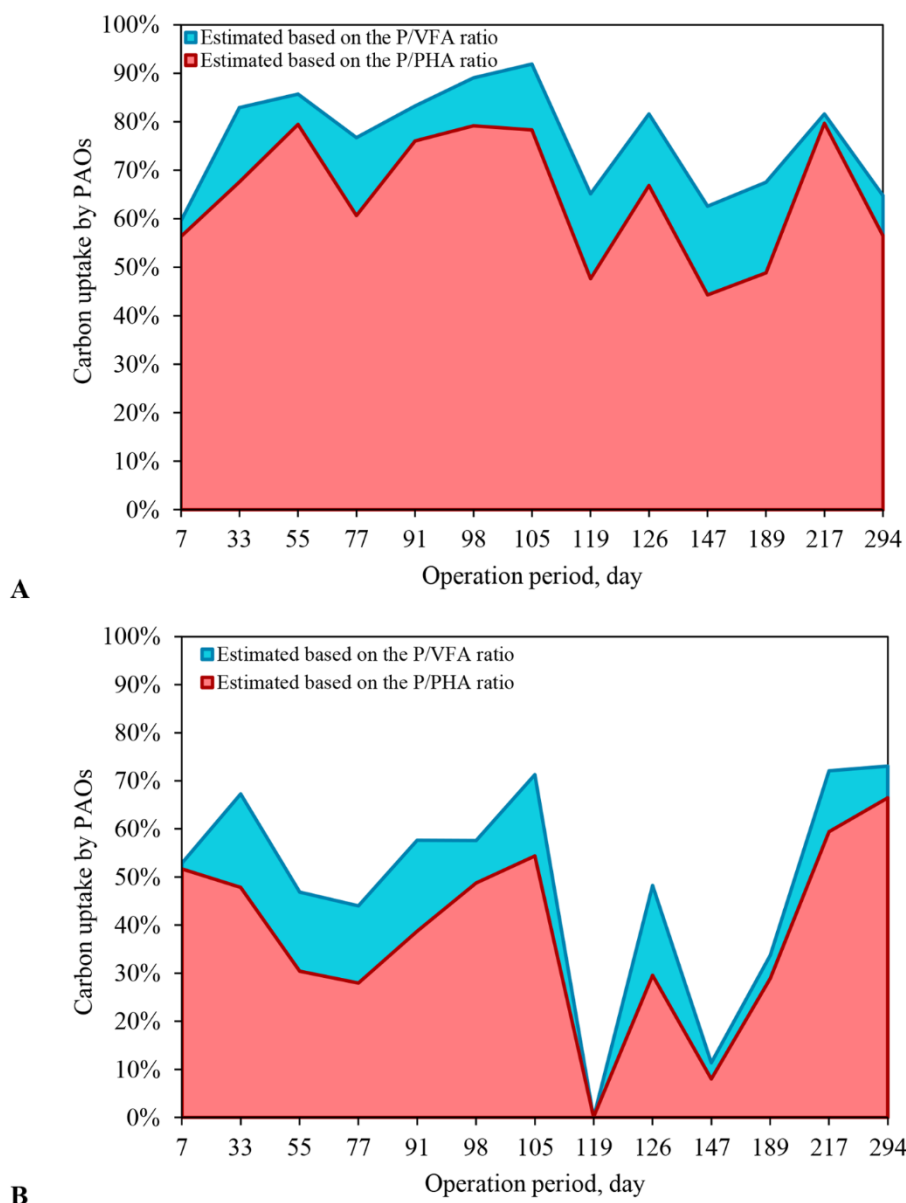 100%
Estimated based on the P/VFA ratio
90%
Estimated based on the P/PHA ratio
80%
70%
60%
50%
40%
30%
20%
10%
0%
Carbon uptake by PAOs
7 33 55 77 91 98 105 119 126 147 189 217 294
Operation period, day
A
100%
Estimated based on the P/VFA ratio
90%
Estimated based on the P/PHA ratio
80%
70%
60%
50%
40%
30%
20%
10%
0%
Carbon uptake by PAOs
7 33 55 77 91 98 105 119 126 147 189 217 294
Operation period, day
B